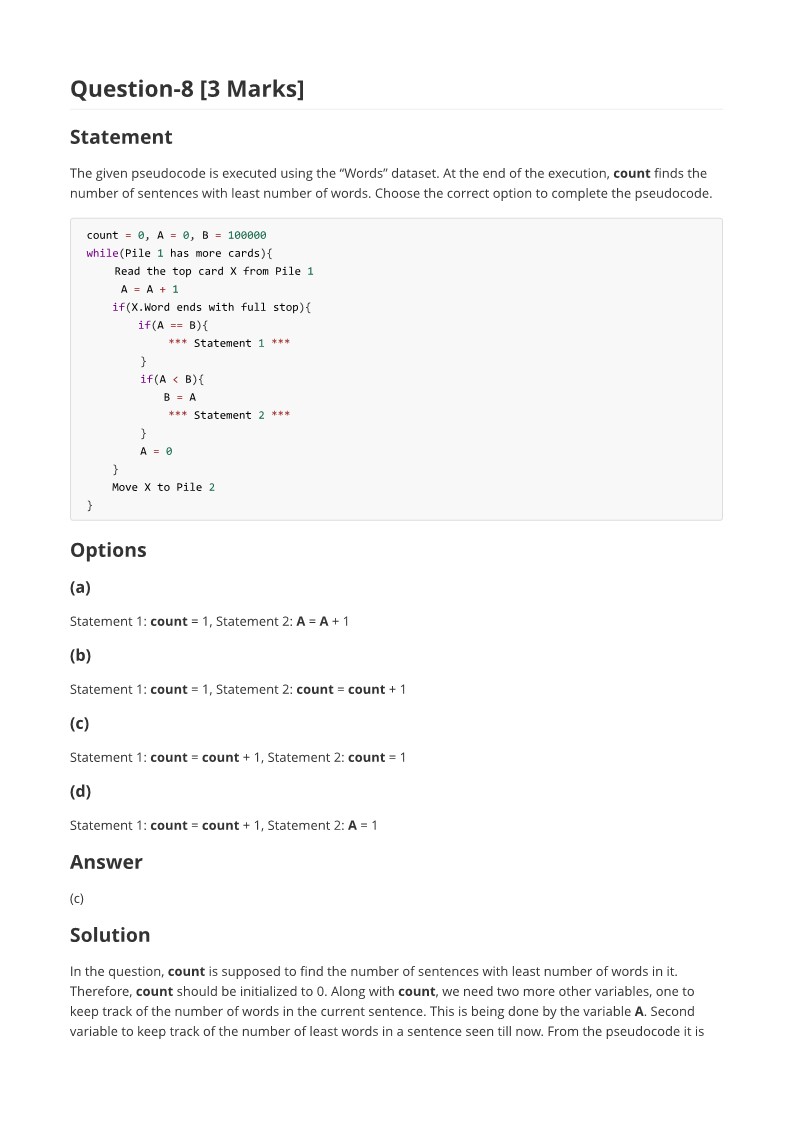 Question-8 [3 Marks]
Statement
The given pseudocode is executed using the “Words” dataset. At the end of the execution, count finds the
number of sentences with least number of words. Choose the correct option to complete the pseudocode.
count = 0, A = 0, B = 100000
while(Pile 1 has more cards){
Read the top card X from Pile 1
A = A + 1
if(X.Word ends with full stop){
if(A == B){
*** Statement 1 ***
}
if(A < B){
B = A
*** Statement 2 ***
}
A = 0
}
Move X to Pile 2
}
Options
(a)
Statement 1: count = 1, Statement 2: A = A + 1
(b)
Statement 1: count = 1, Statement 2: count = count + 1
(c)
Statement 1: count = count + 1, Statement 2: count = 1
(d)
Statement 1: count = count + 1, Statement 2: A = 1
Answer
(c)
Solution
In the question, count is supposed to find the number of sentences with least number of words in it.
Therefore, count should be initialized to 0. Along with count, we need two more other variables, one to
keep track of the number of words in the current sentence. This is being done by the variable A. Second
variable to keep track of the number of least words in a sentence seen till now. From the pseudocode it is